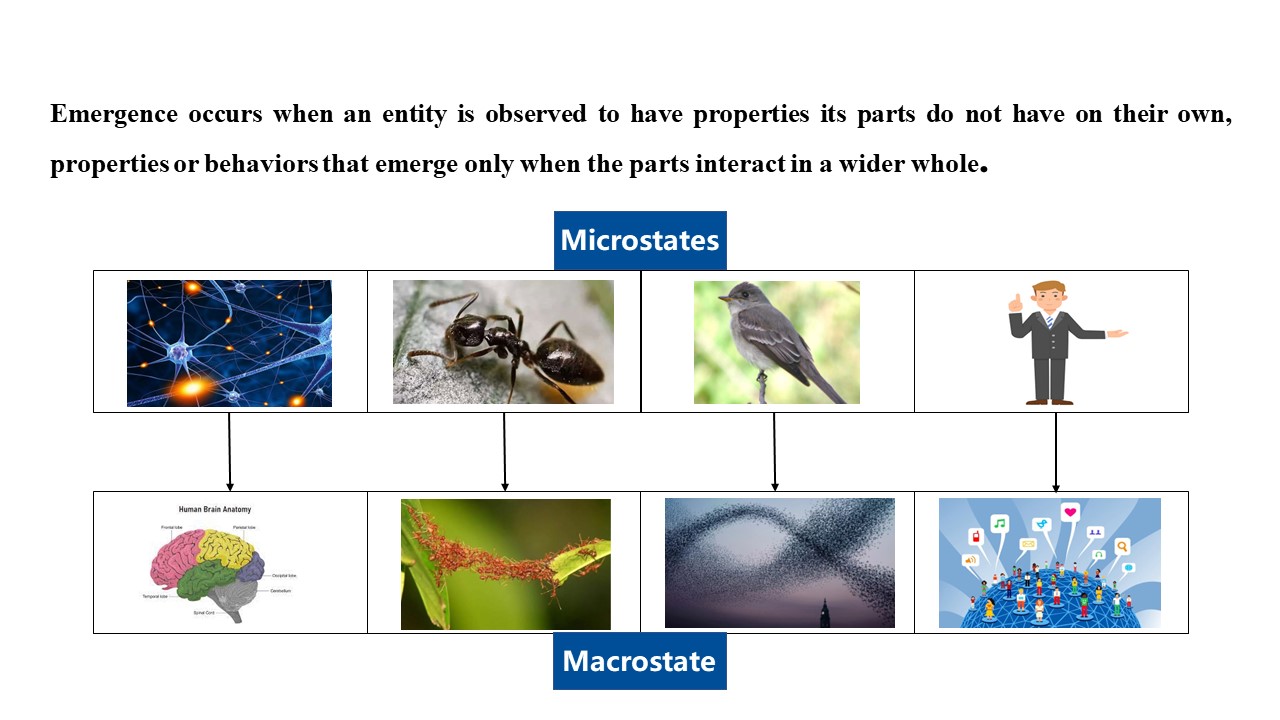 Emergence occurs when an entity is observed to have properties its parts do not have on their own,
properties or behaviors that emerge only when the parts interact in a wider whole.
Microstates
Human Brain Anatomy
Frontal lobe
Parietal lobe
Occipital lobe
Cerebellum
Temporal lobe
Spinal Cord
Macrostate